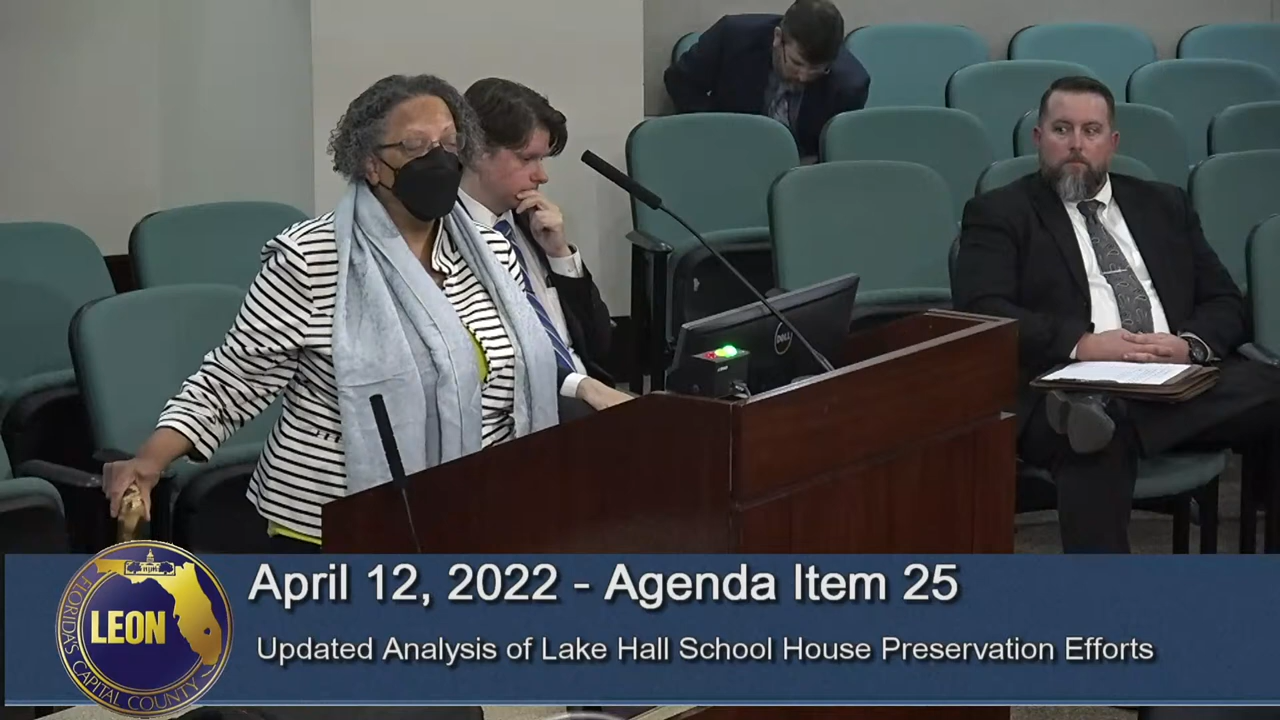 DELL
April 12, 2022 - Agenda Item 25
Updated Analysis of Lake Hall School House Preservation Efforts
LEON
FLORIDAS CAPITAL COUNTY